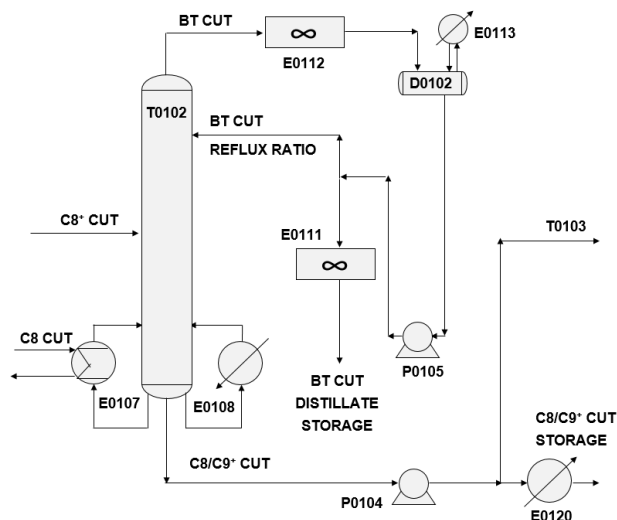 BT CUT
E0112
E0113
D0102
T0102
BT CUT
REFLUX RATIO
C8⁺ CUT
E0111
T0103
C8 CUT
P0105
E0107
E0108
BT CUT
DISTILLATE
STORAGE
C8/C9⁺ CUT
STORAGE
C8/C9⁺ CUT
P0104
E0120